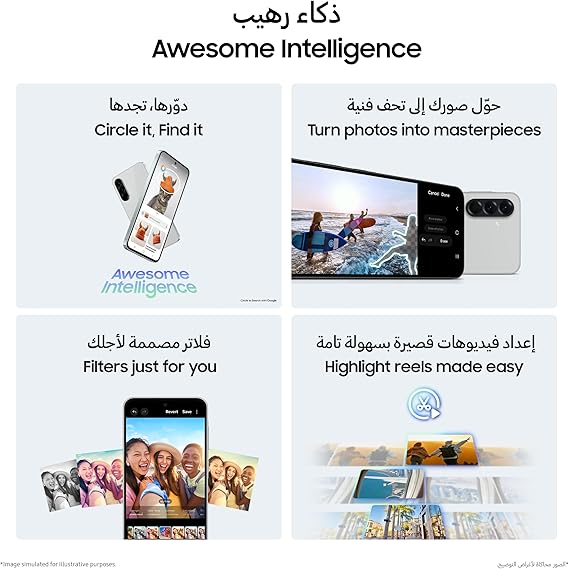 ذكاء رهيب
Awesome Intelligence
دوّرها، تجدها
Circle it, Find it
Awesome
Intelligence
Circle to Search with Google
حوّل صورك إلى تحف فنية
Turn photos into masterpieces
Cancel Done
Erase
فلاتر مصممة لأجلك
Filters just for you
Revert Save
إعداد فيديوهات قصيرة بسهولة تامة
Highlight reels made easy
*Image simulated for illustrative purposes.
*الصور محاكاة لأغراض التوضيح.